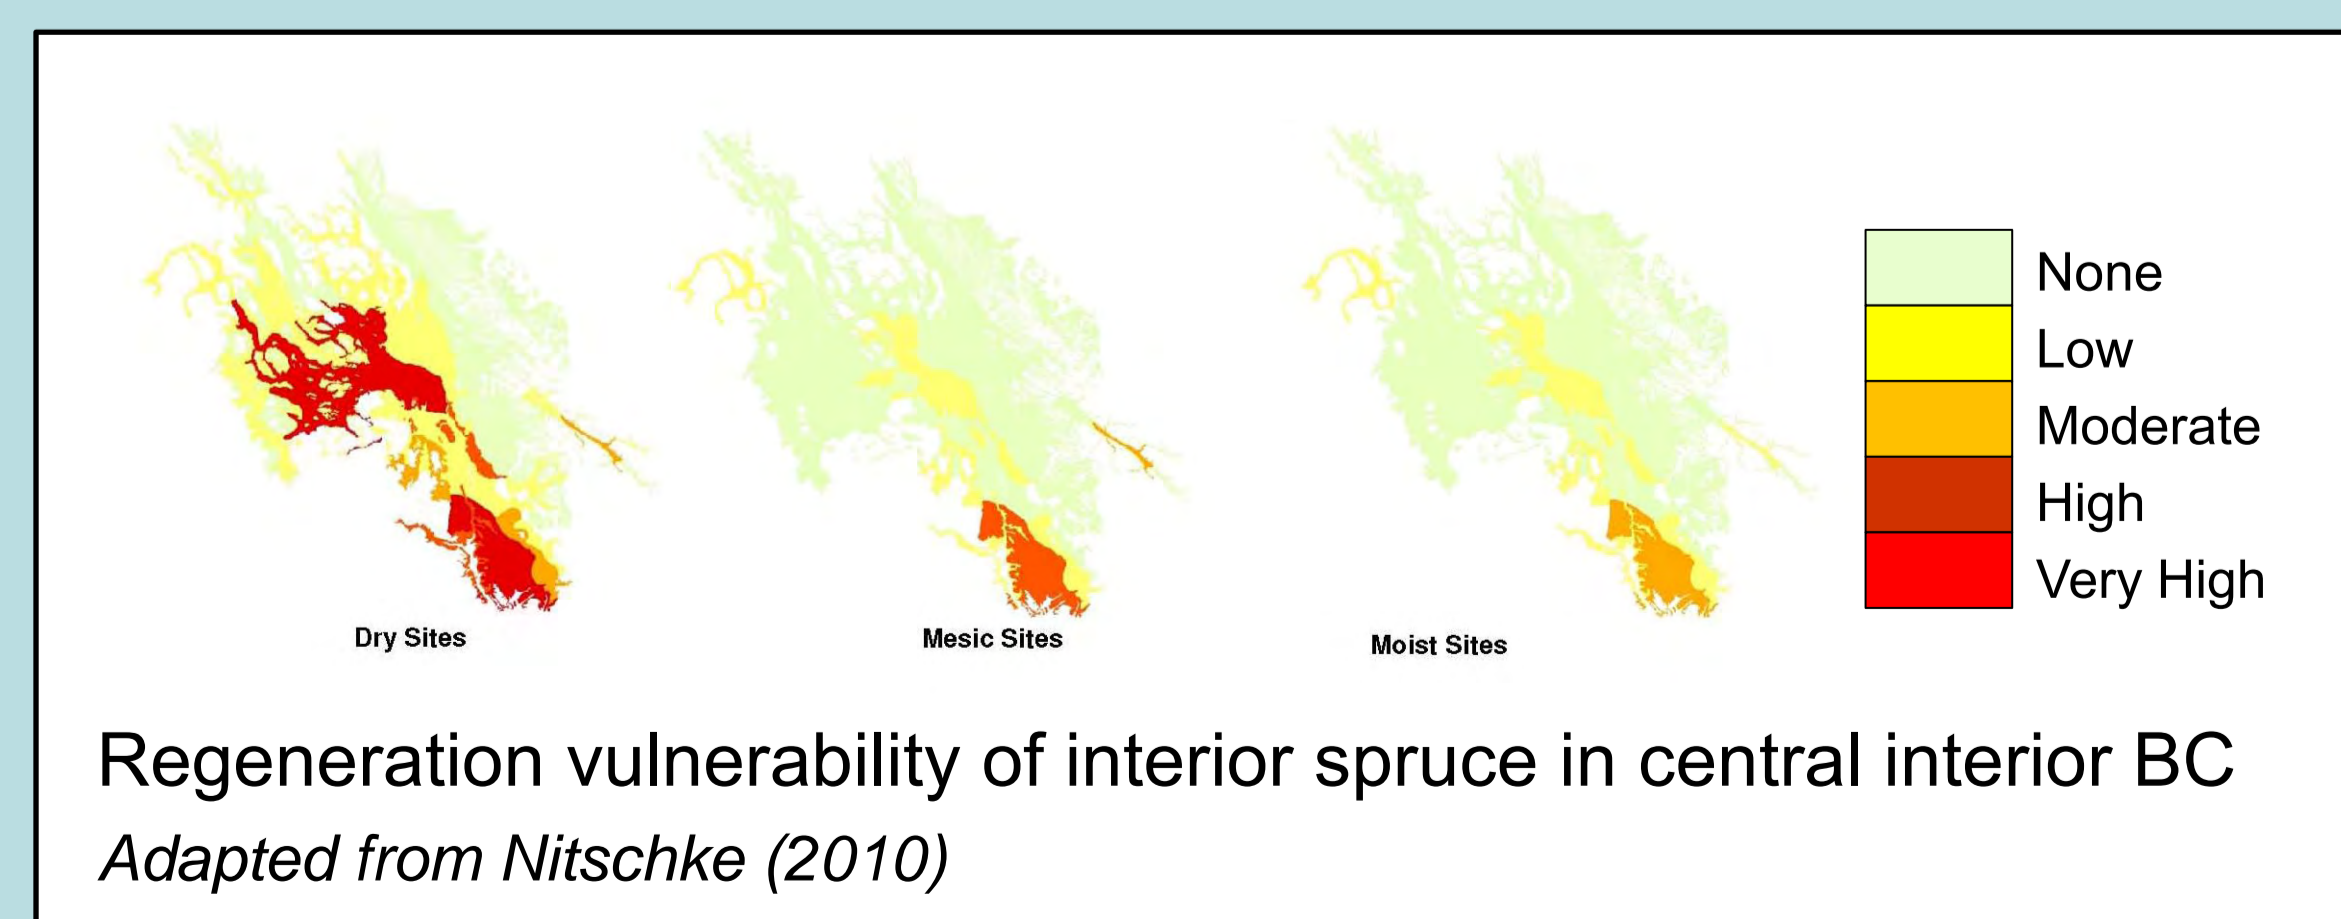 None
Low
Moderate
High
Very High
Dry Sites
Mesic Sites
Moist Sites
Regeneration vulnerability of interior spruce in central interior BC
Adapted from Nitschke (2010)